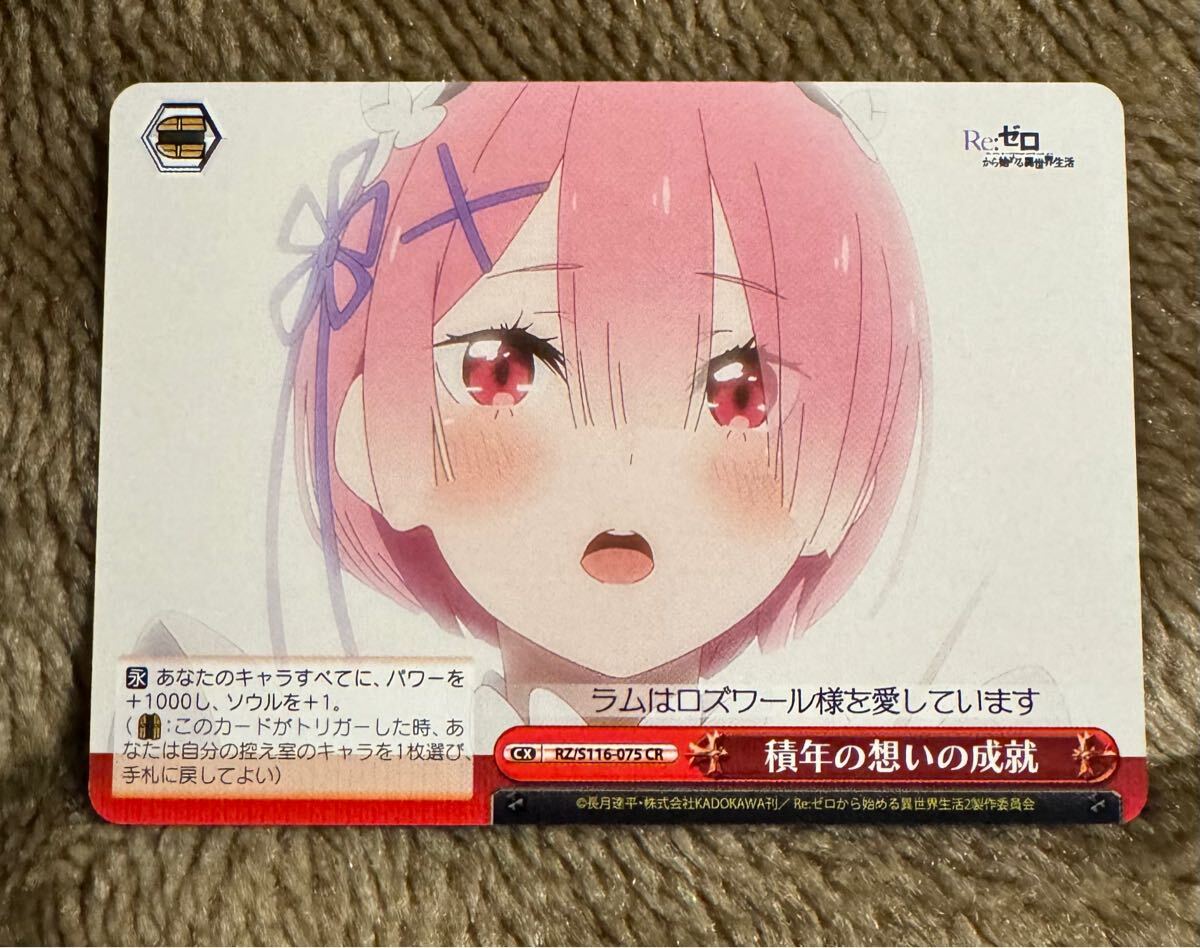 Re:ゼロ
から始める異世界生活
永 あなたのキャラすべてに、パワーを
+1000し、ソウルを+1。
( :このカードがトリガーした時、あ
なたは自分の控え室のキャラを1枚選び、
手札に戻してよい)
ラムはロズワール様を愛しています
CX RZ/S116-075 CR 積年の想いの成就
©長月達平・株式会社KADOKAWA刊/ Re:ゼロから始める異世界生活2製作委員会